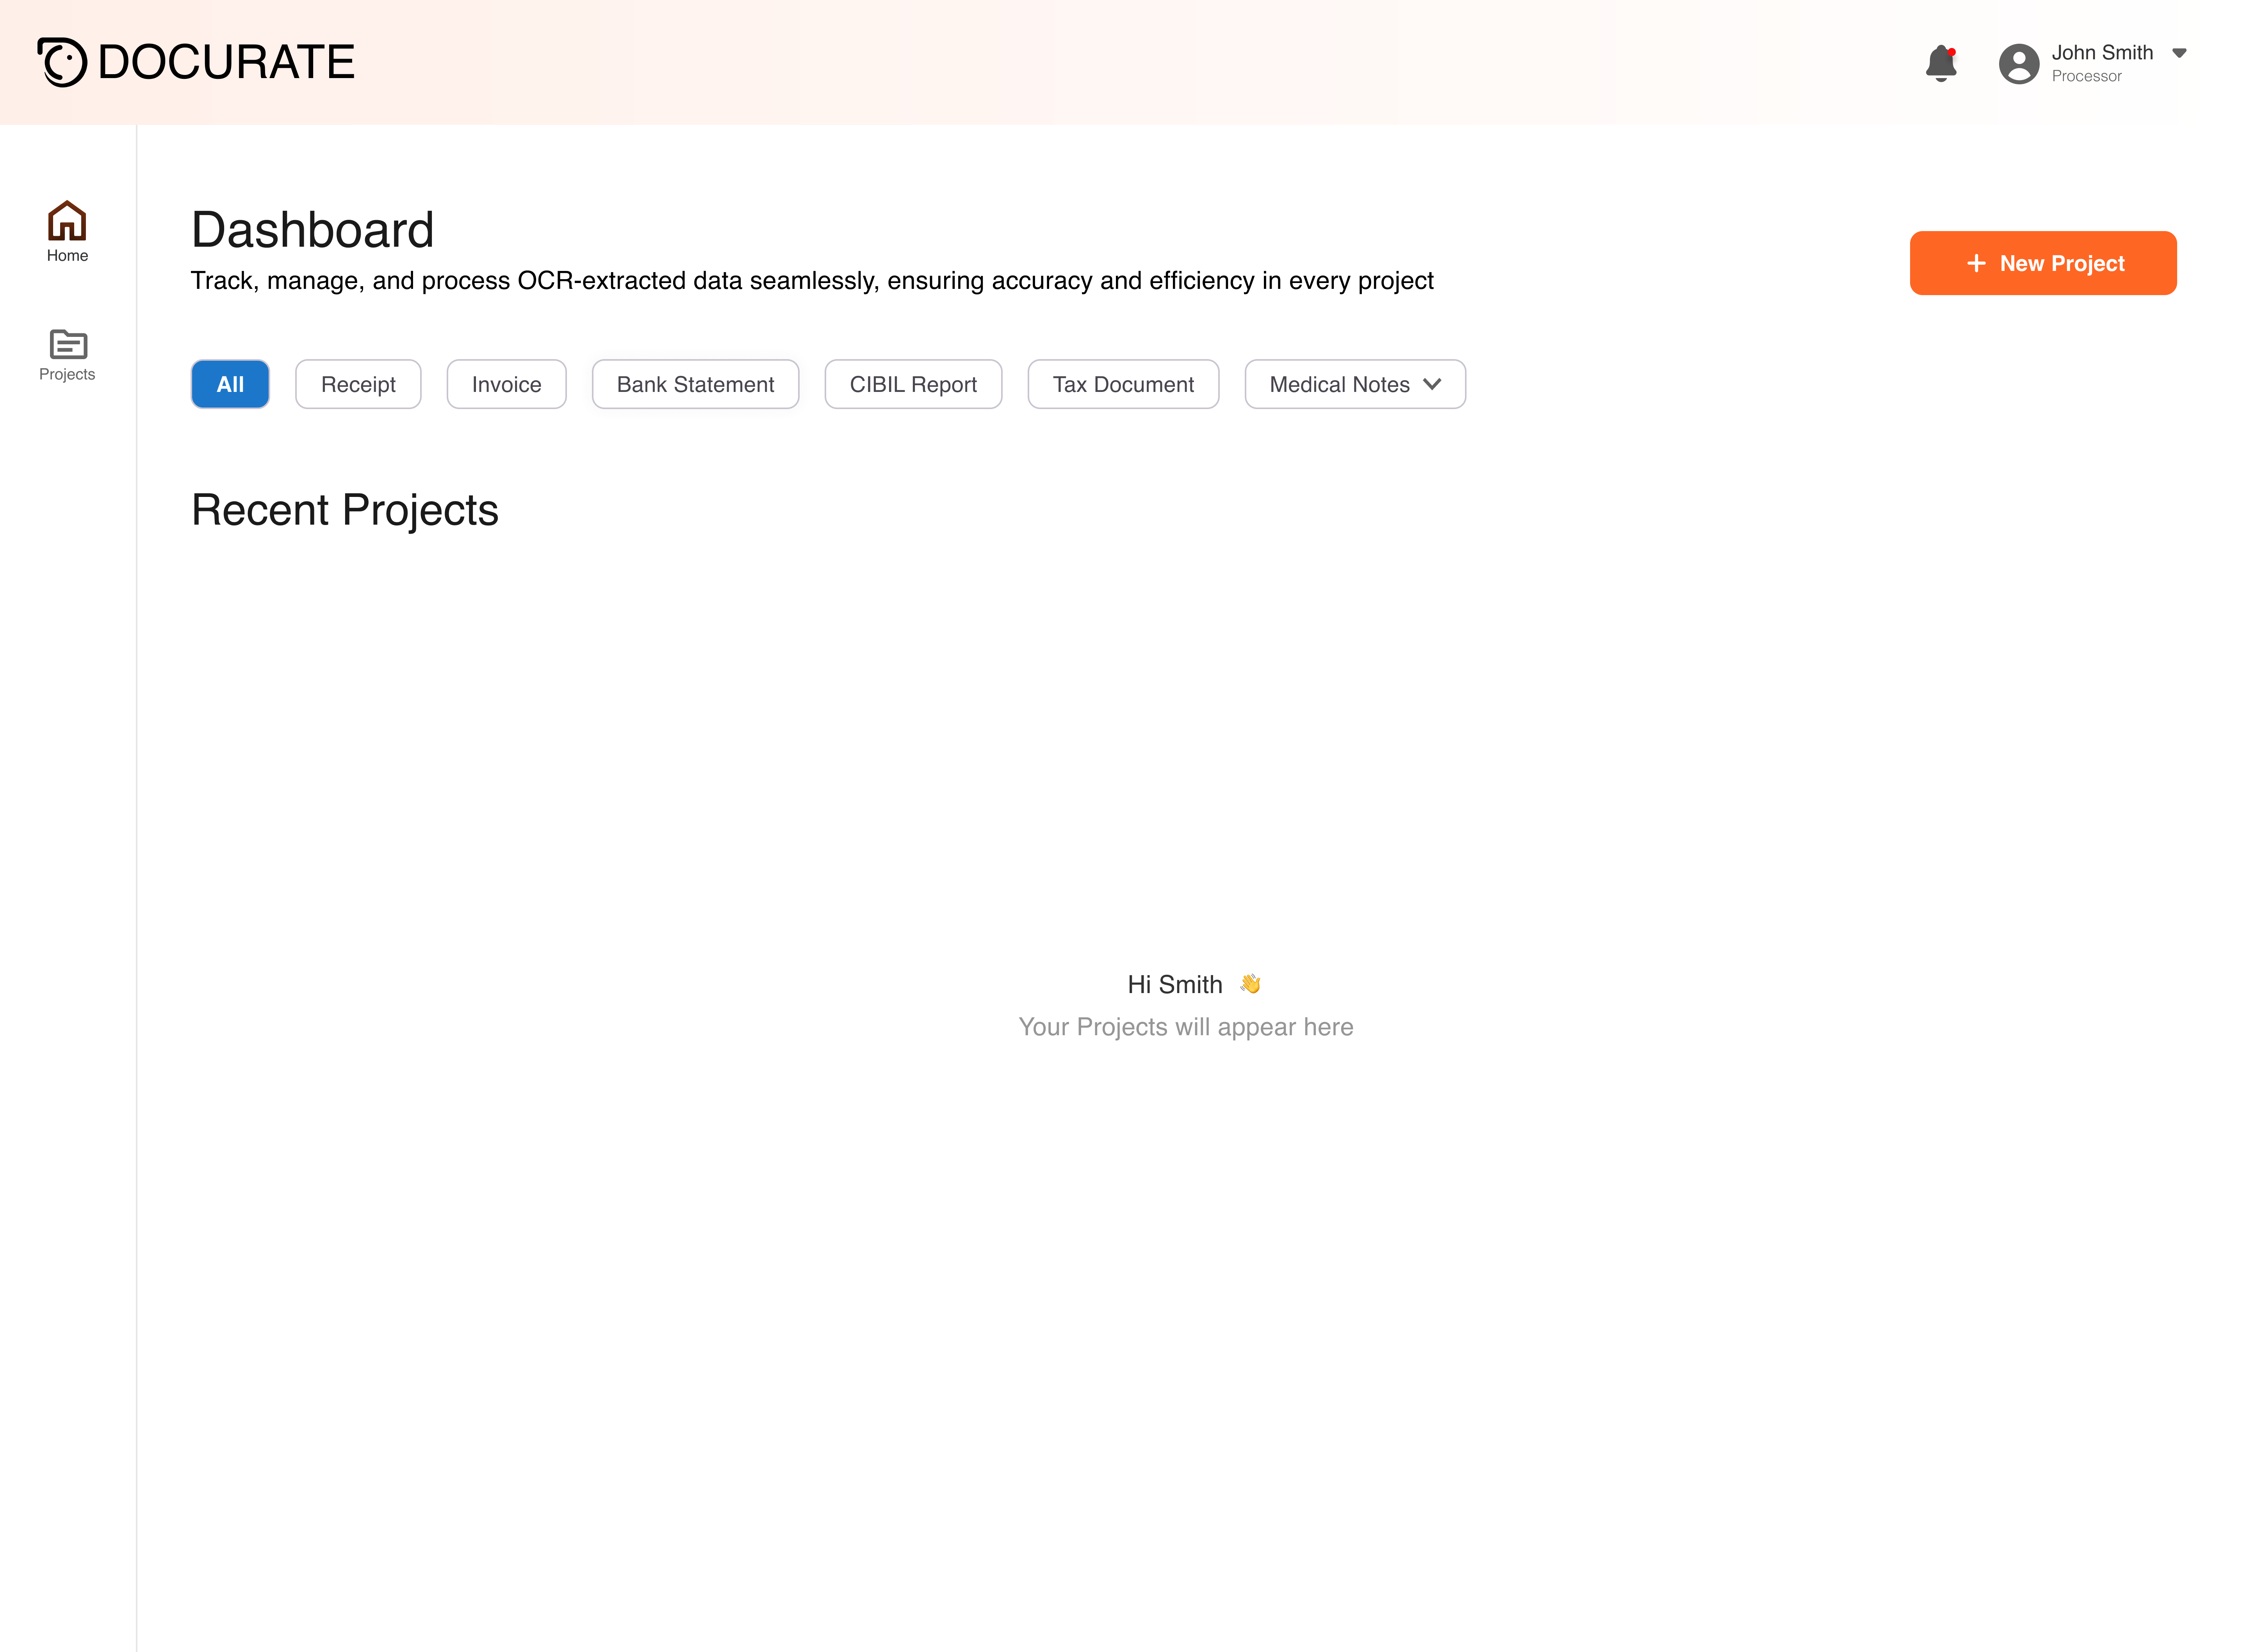 DOCURATE
John Smith
Processor
Home
Projects
Dashboard
Track, manage, and process OCR-extracted data seamlessly, ensuring accuracy and efficiency in every project
+ New Project
All
Receipt
Invoice
Bank Statement
CIBIL Report
Tax Document
Medical Notes
Recent Projects
Hi Smith 👋
Your Projects will appear here